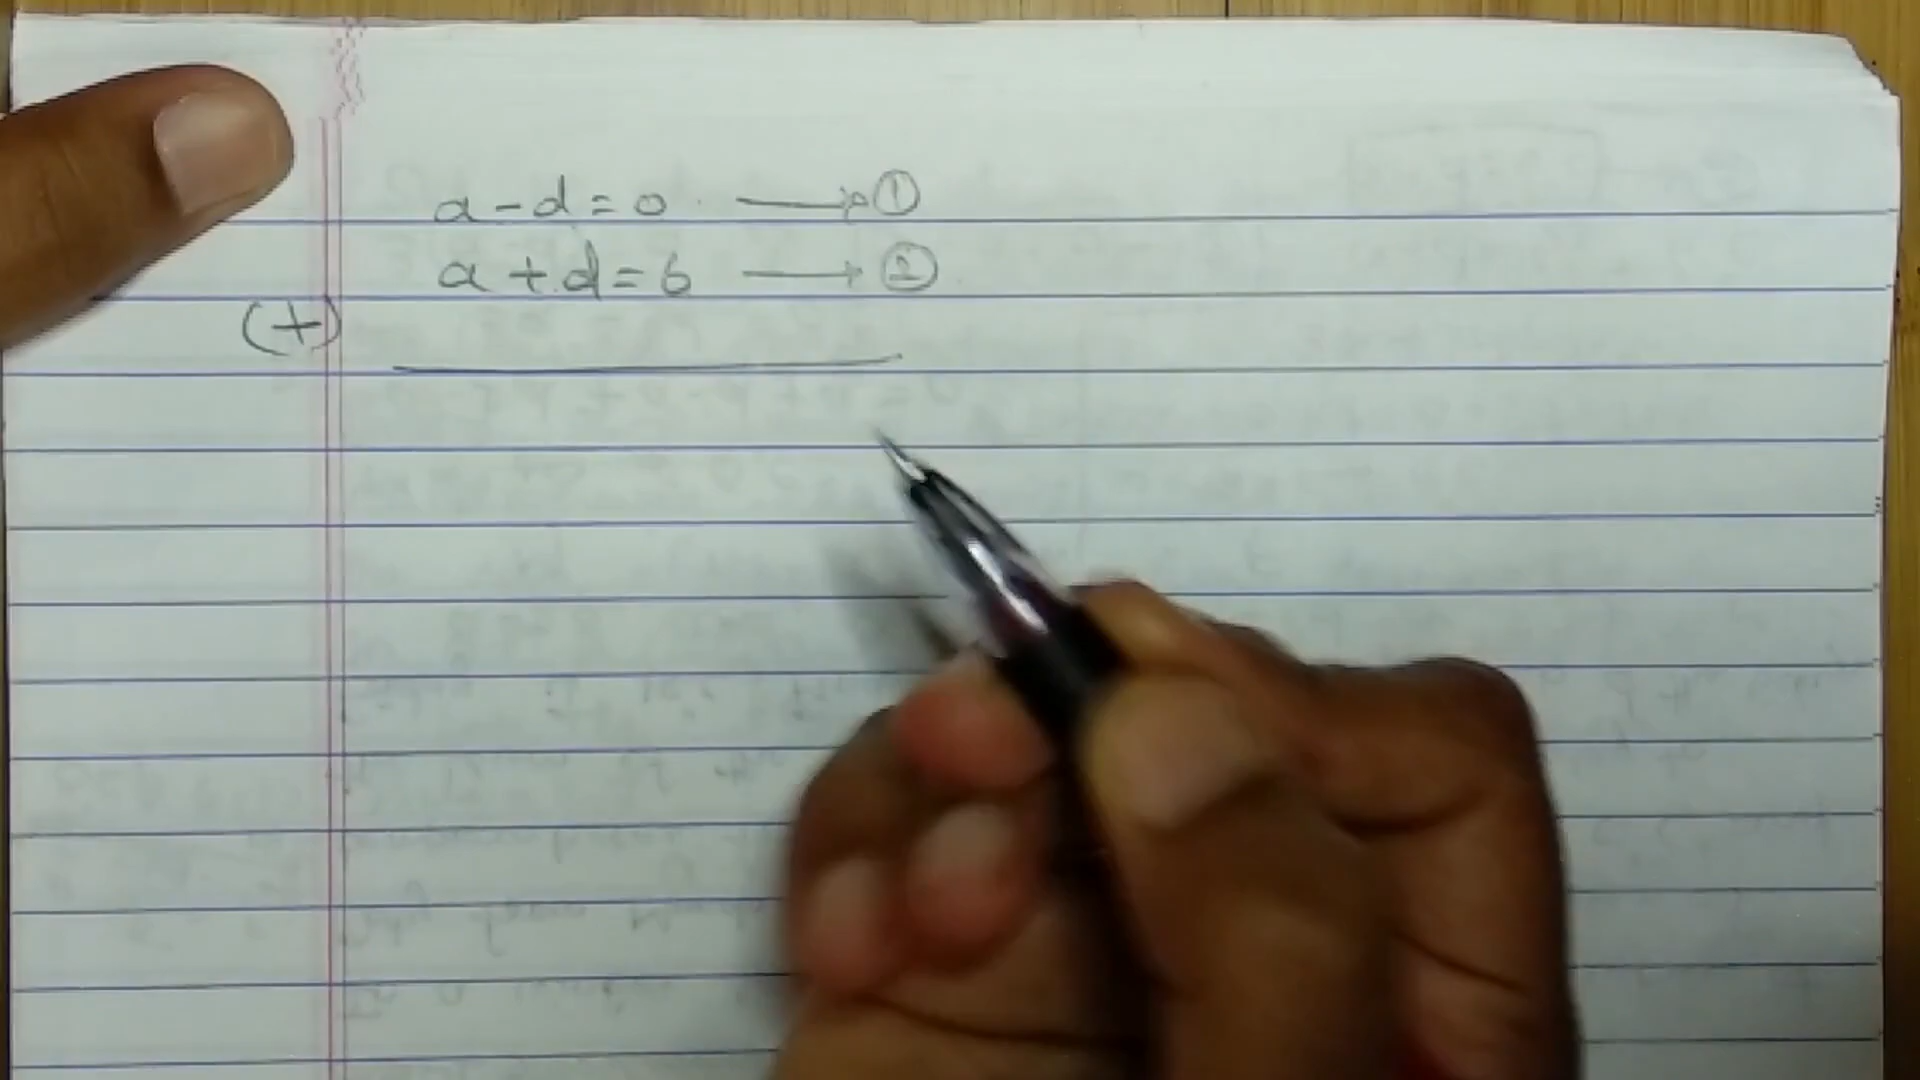 a - d = 0 → ①
a + d = 6 → ②
(+)